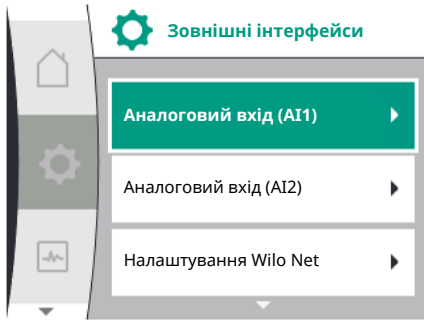 Зовнішні інтерфейси
Аналоговий вхід (AI1)
Аналоговий вхід (AI2)
Налаштування Wilo Net